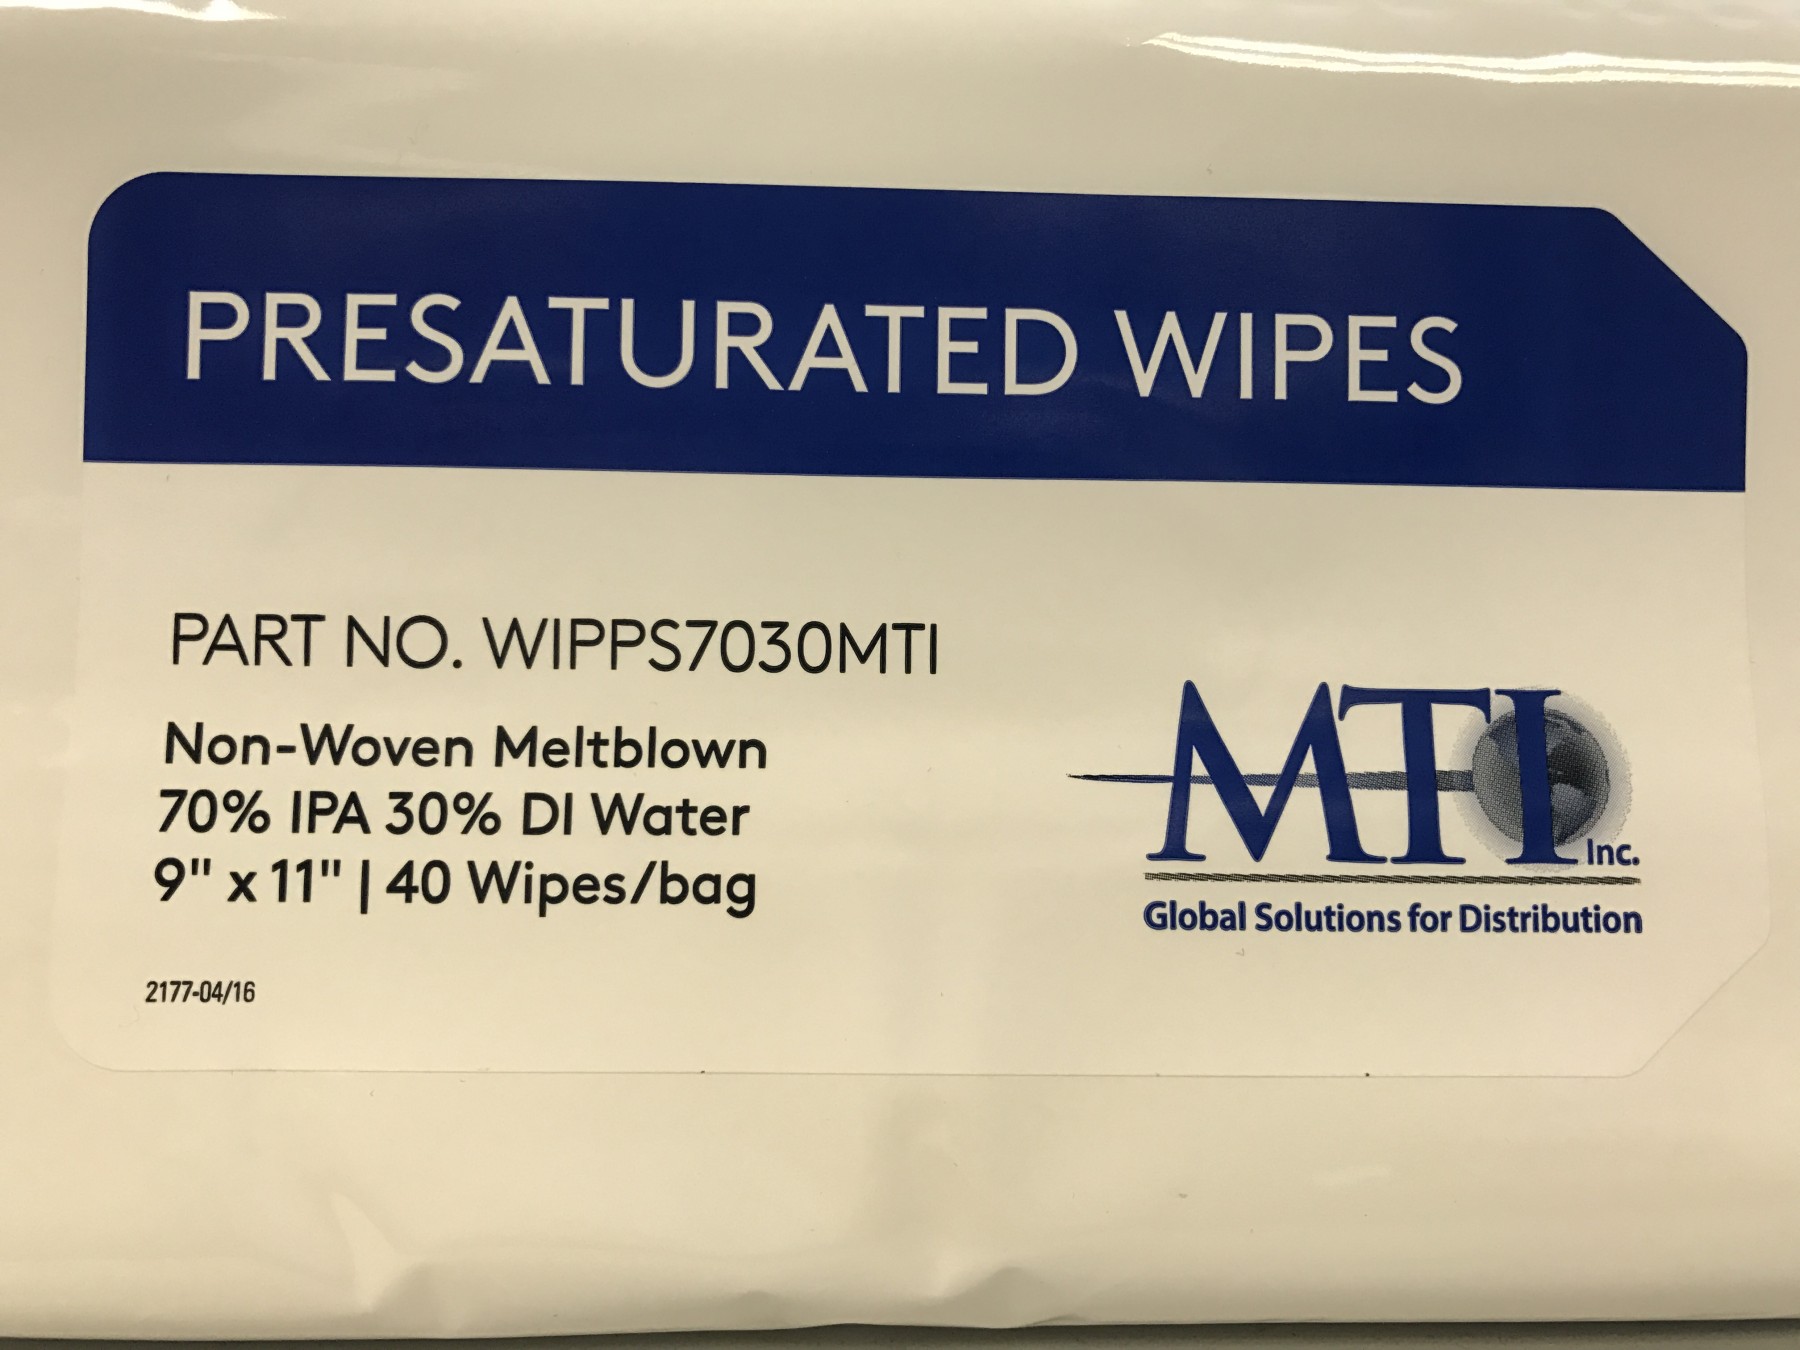 PRESATURATED WIPES
PART NO. WIPPS7030MTI
Non-Woven Meltblown
70% IPA 30% DI Water
9" x 11" | 40 Wipes/bag
2177-04/16
MTI Inc.
Global Solutions for Distribution